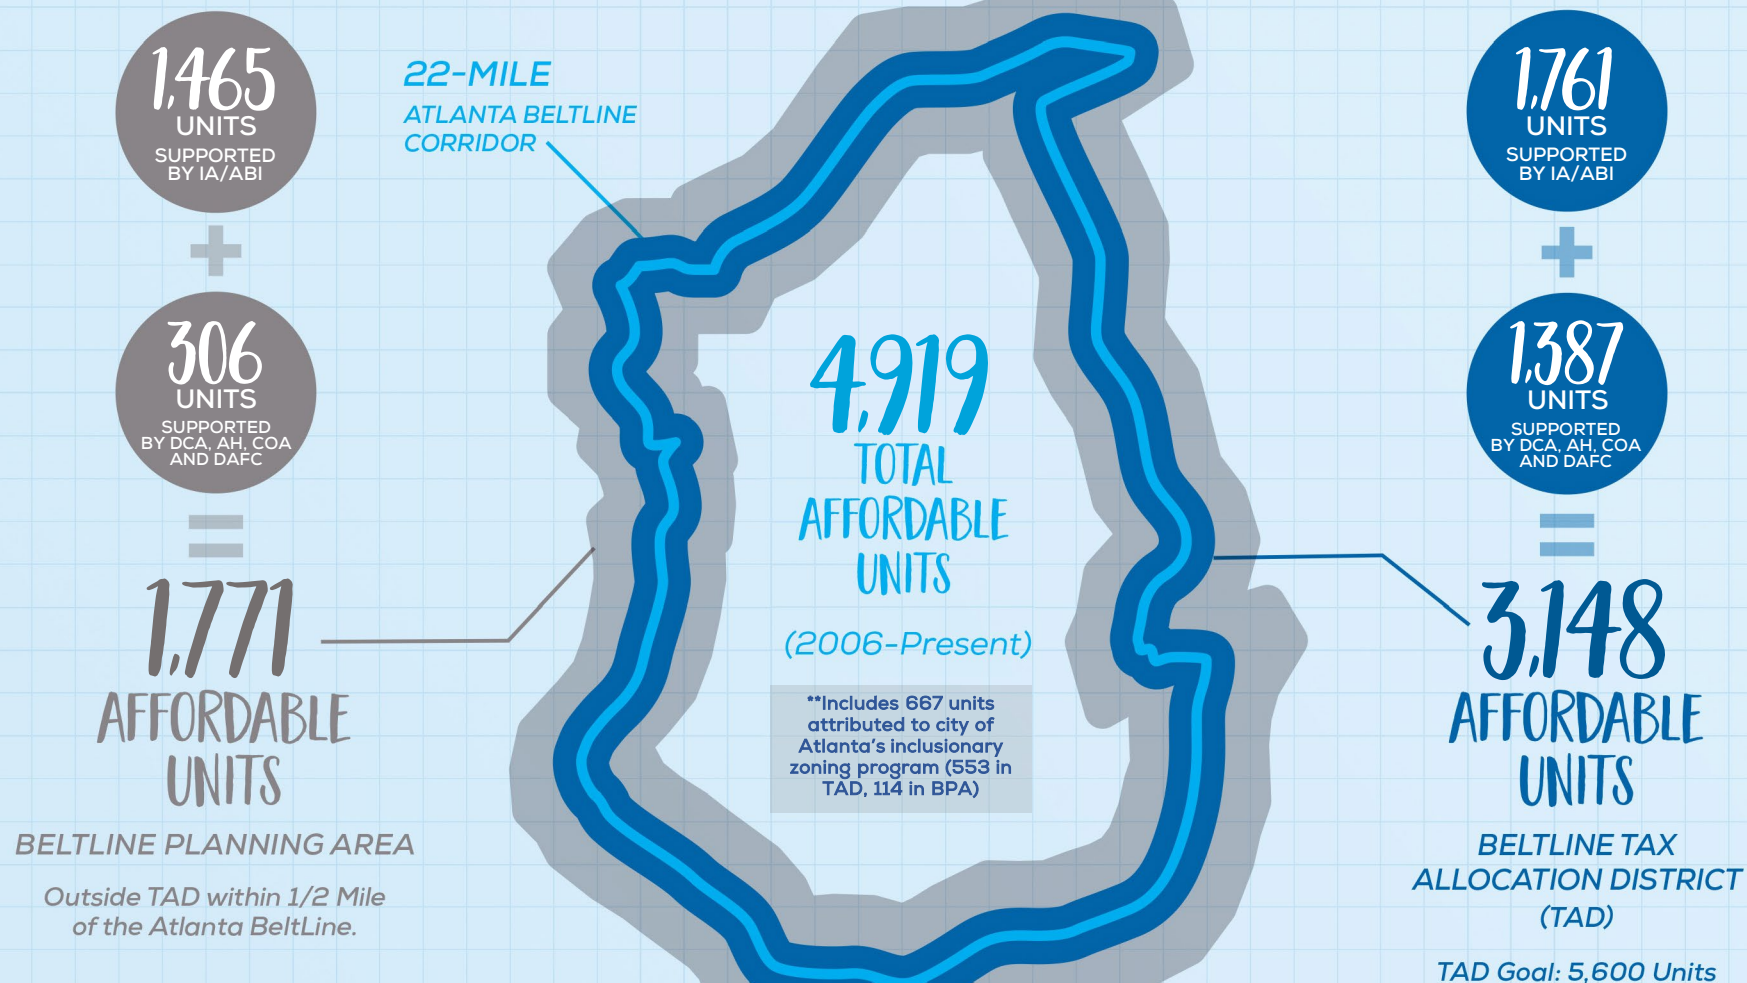 1,465
UNITS
SUPPORTED
BY IA/ABI
+
306
UNITS
SUPPORTED
BY DCA, AH, COA
AND DAFC
=
1,771
AFFORDABLE
UNITS
BELTLINE PLANNING AREA
Outside TAD within 1/2 Mile
of the Atlanta BeltLine.
22-MILE
ATLANTA BELTLINE
CORRIDOR
4,919
TOTAL
AFFORDABLE
UNITS
(2006-Present)
**Includes 667 units
attributed to city of
Atlanta's inclusionary
zoning program (553 in
TAD, 114 in BPA)
1,761
UNITS
SUPPORTED
BY IA/ABI
+
1,387
UNITS
SUPPORTED
BY DCA, AH, COA
AND DAFC
=
3,148
AFFORDABLE
UNITS
BELTLINE TAX
ALLOCATION DISTRICT
(TAD)
TAD Goal: 5,600 Units